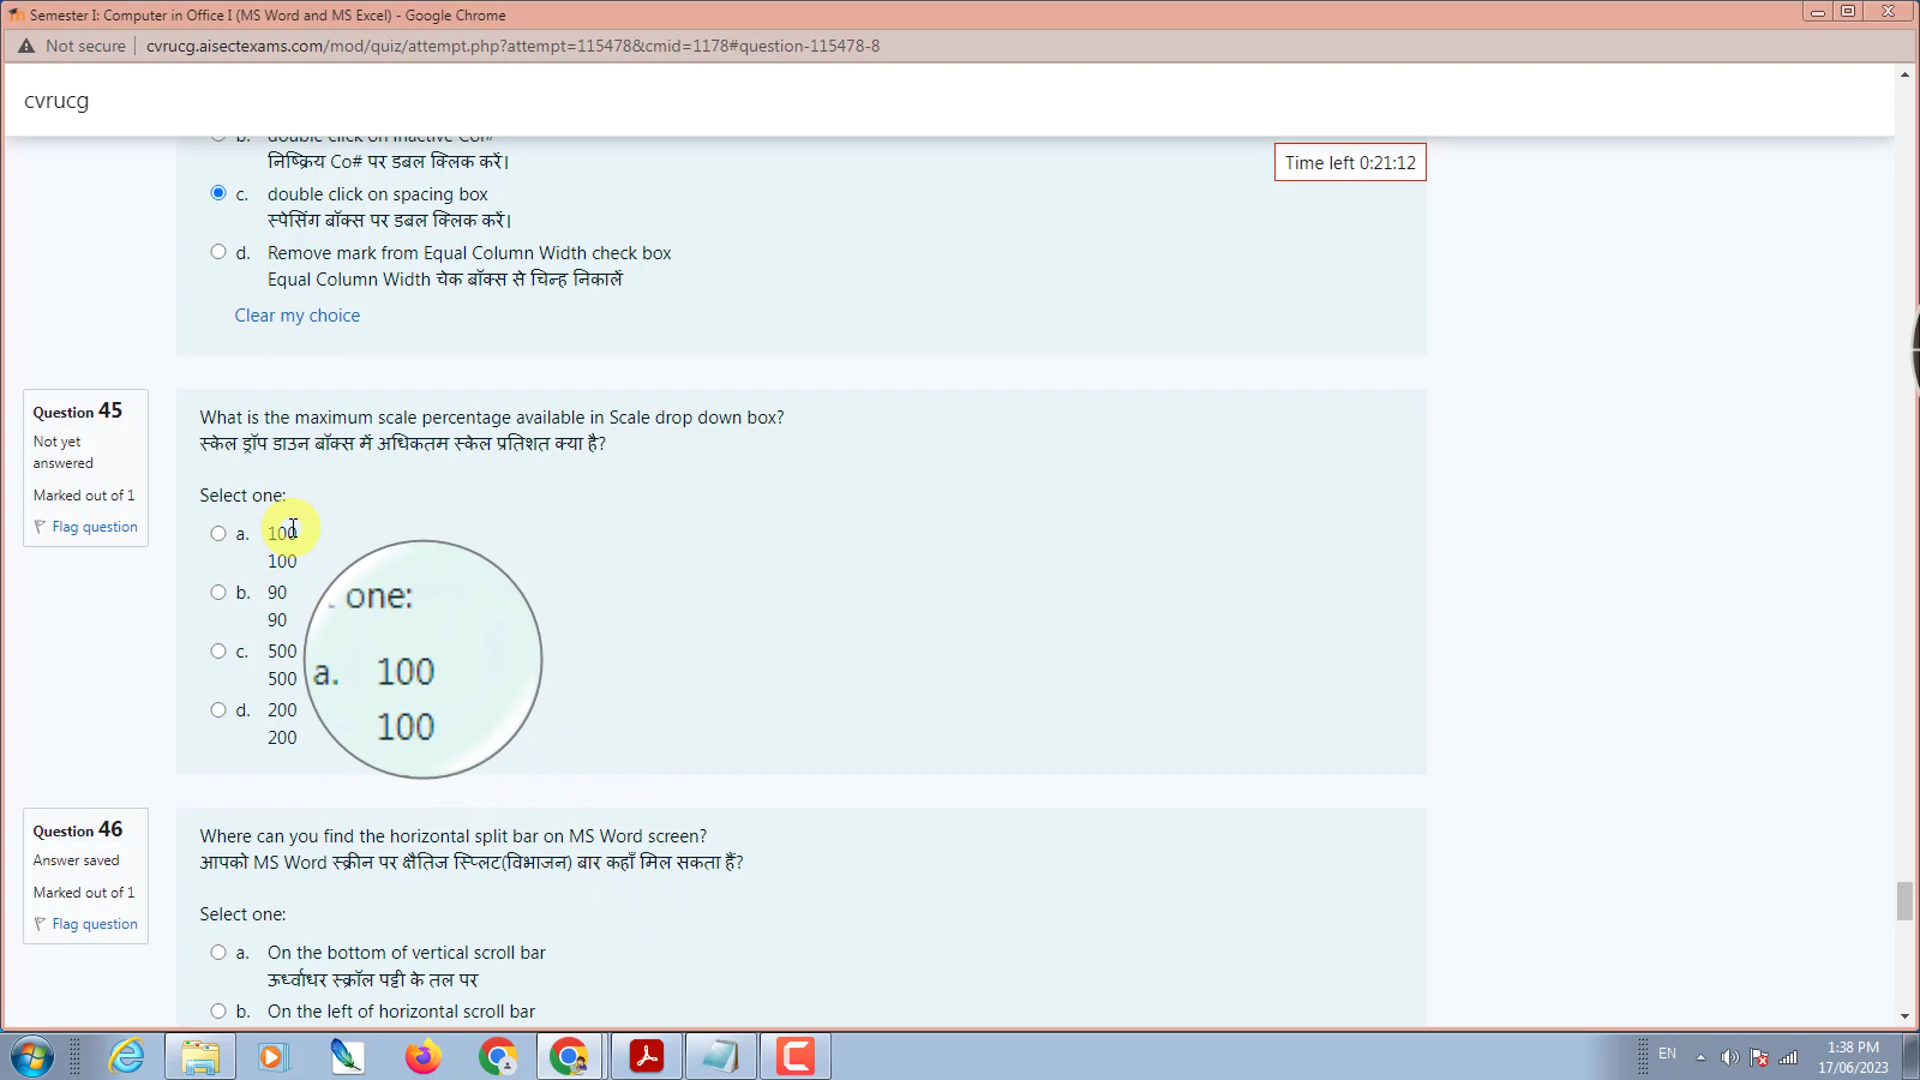 Semester I: Computer in Office I (MS Word and MS Excel) - Google Chrome
Not secure cvrucg.aisectexams.com/mod/quiz/attempt.php?attempt=115478&cmid=1178#question-115478-8
cvrucg
Time left 0:21:12
b. double click on inactive Co#
निष्क्रिय Co# पर डबल क्लिक करें।
c. double click on spacing box
स्पेसिंग बॉक्स पर डबल क्लिक करें।
d. Remove mark from Equal Column Width check box
Equal Column Width चेक बॉक्स से चिन्ह निकालें
Clear my choice
Question 45
Not yet
answered
Marked out of 1
Flag question
What is the maximum scale percentage available in Scale drop down box?
स्केल ड्रॉप डाउन बॉक्स में अधिकतम स्केल प्रतिशत क्या है?
Select one:
a. 100
100
b. 90
90
c. 500
500
d. 200
200
one:
a. 100
100
Question 46
Answer saved
Marked out of 1
Flag question
Where can you find the horizontal split bar on MS Word screen?
आपको MS Word स्क्रीन पर क्षैतिज स्प्लिट(विभाजन) बार कहाँ मिल सकता हैं?
Select one:
a. On the bottom of vertical scroll bar
ऊर्ध्वाधर स्क्रॉल पट्टी के तल पर
b. On the left of horizontal scroll bar
EN
1:38 PM
17/06/2023